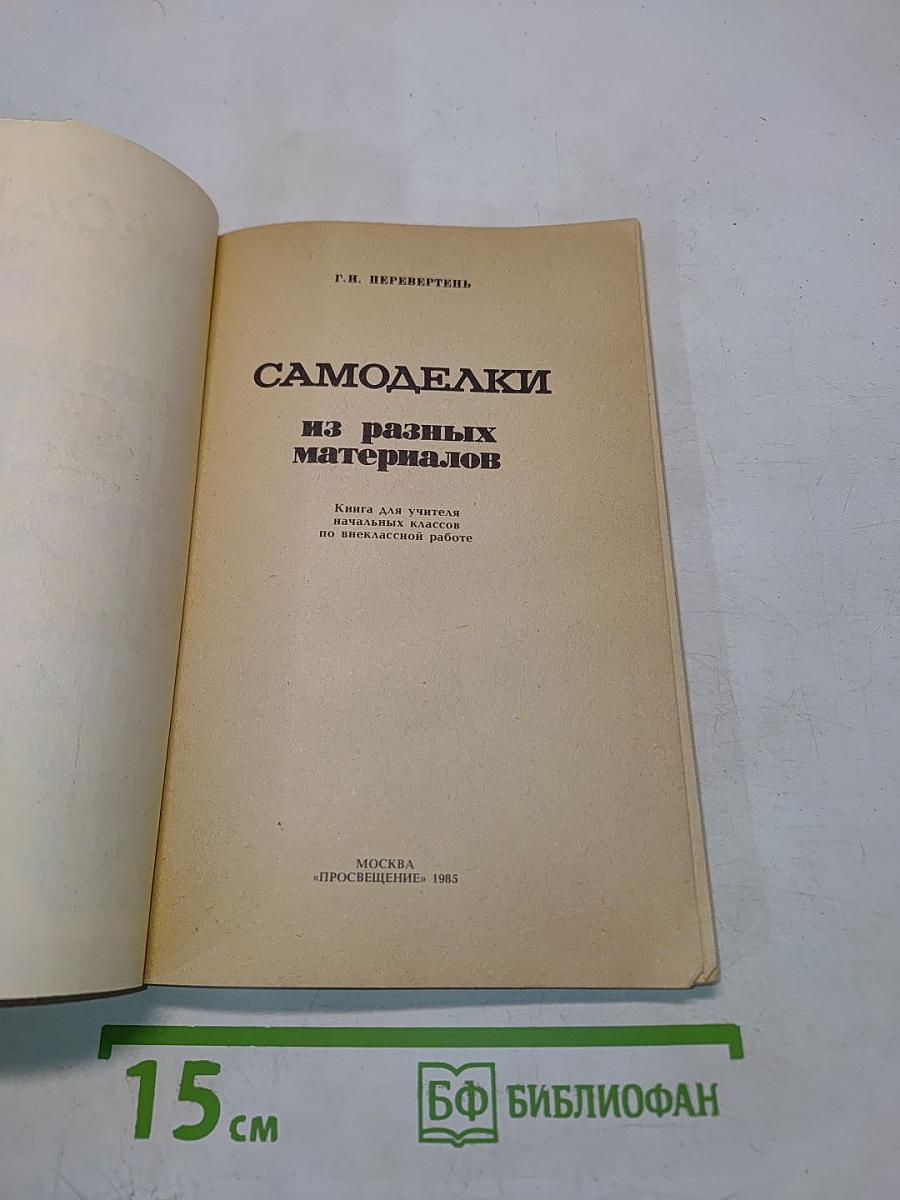 Г.И. ПЕРЕВЕРТЕНЬ
САМОДЕЛКИ
из разных
материалов
Книга для учителя
начальных классов
по внеклассной работе
МОСКВА
«ПРОСВЕЩЕНИЕ» 1985
15 см
БФ БИБЛИОФАН